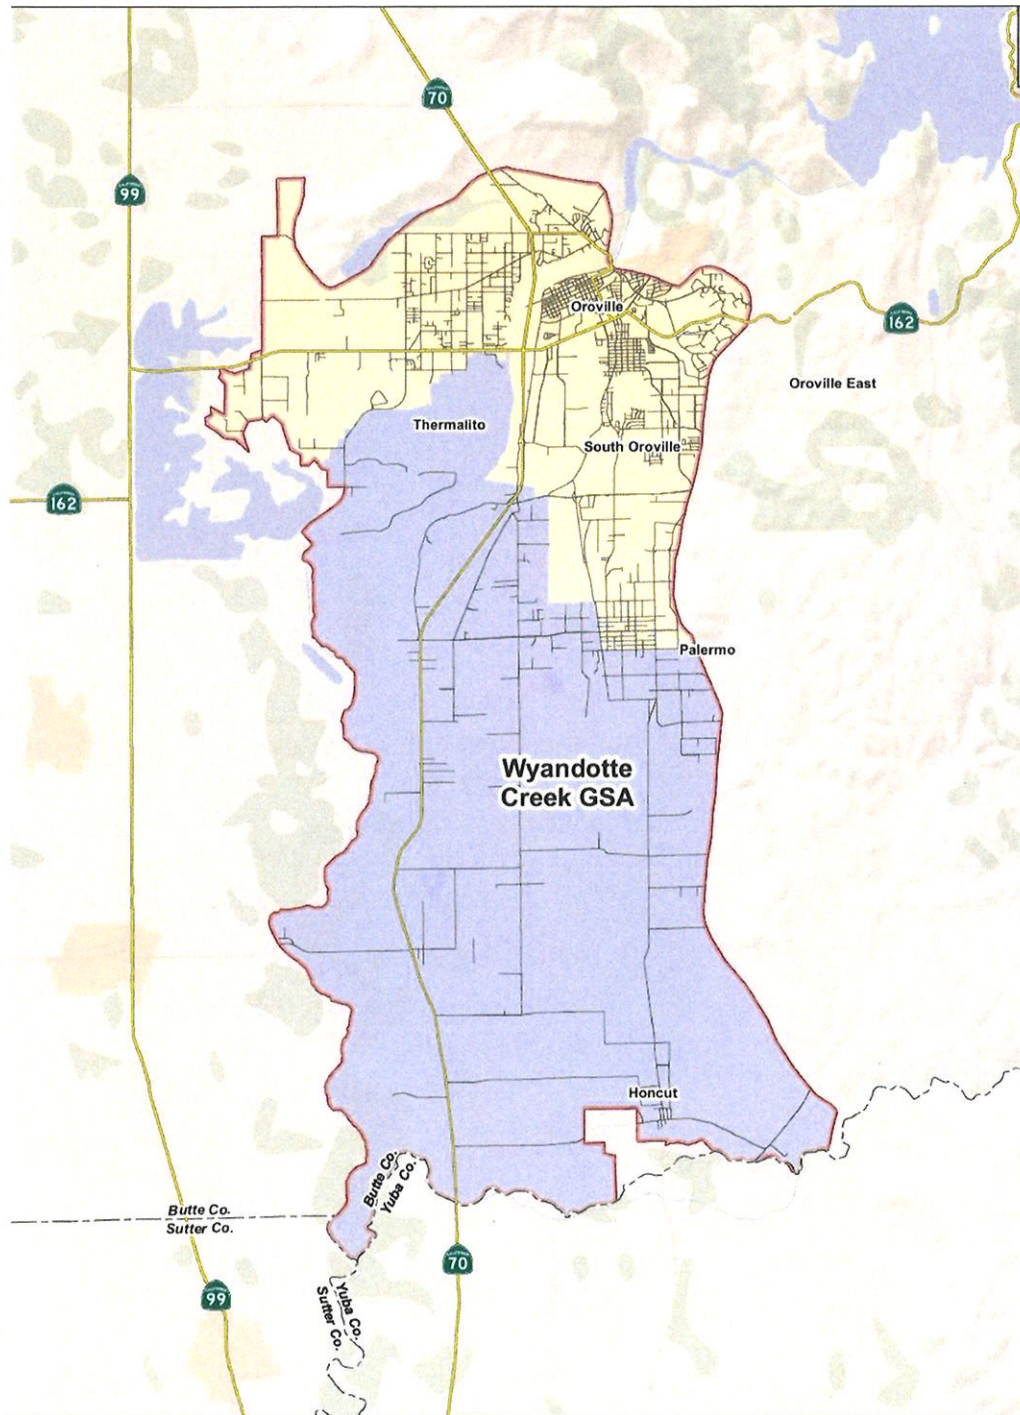 70
99
Oroville
162
Oroville East
Thermalito
South Oroville
162
Palermo
Wyandotte
Creek GSA
Honcut
Butte Co.
Yuba Co.
Butte Co.
Sutter Co.
70
99
Yuba Co.
Sutter Co.